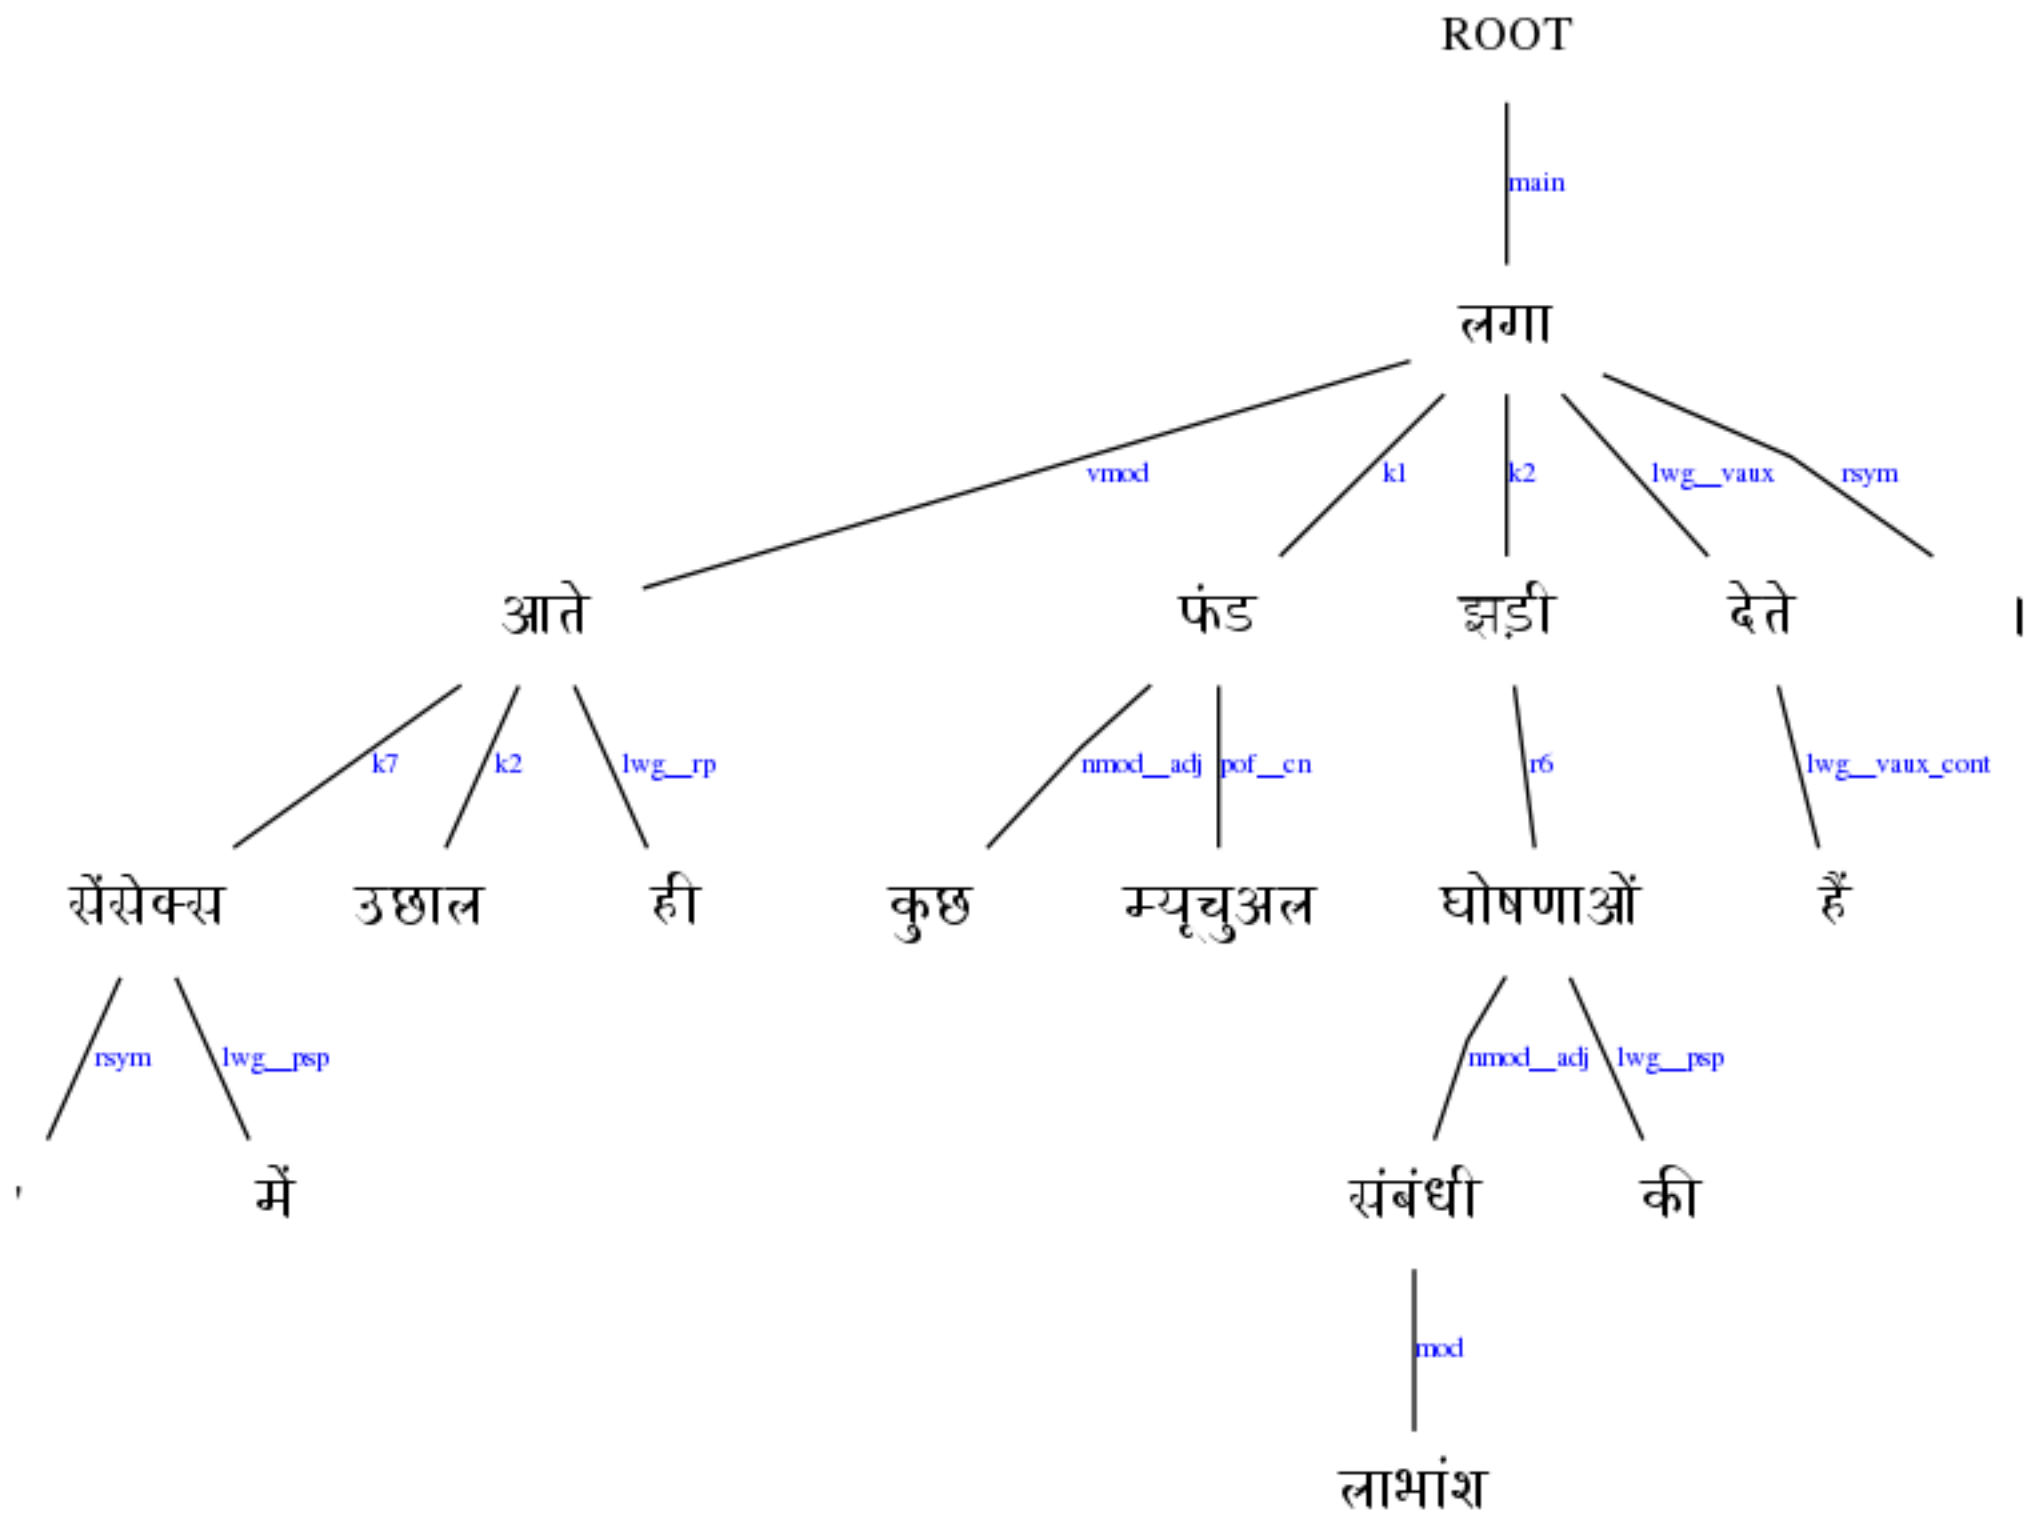 ROOT
main
लगा
vmod k1 k2 lwg__vaux rsym
आते फंड झड़ी देते ।
k7 k2 lwg__rp nmod__adj pof__cn r6 lwg__vaux_cont
सेंसेक्स उछाल ही कुछ म्यूचुअल घोषणाओं हैं
rsym lwg__psp nmod__adj lwg__psp
' में संबंधी की
mod
लाभांश